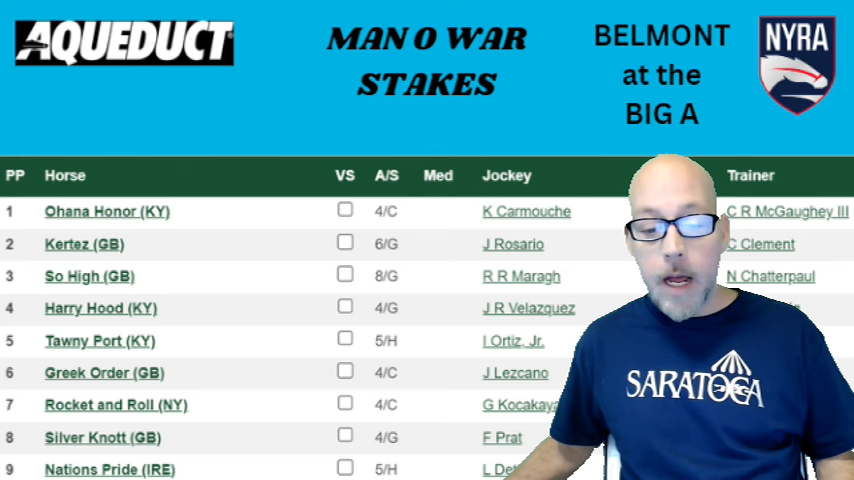 AQUEDUCT
MAN O WAR
STAKES
BELMONT
at the
BIG A
NYRA
PP Horse VS A/S Med Jockey Trainer
1 Ohana Honor (KY) 4/C K Carmouche C R McGaughey III
2 Kertez (GB) 6/G J Rosario C Clement
3 So High (GB) 8/G R R Maragh N Chatterpaul
4 Harry Hood (KY) 4/G J R Velazquez
5 Tawny Port (KY) 5/H I Ortiz, Jr.
6 Greek Order (GB) 4/C J Lezcano
7 Rocket and Roll (NY) 4/C G
8 Silver Knott (GB) 4/G F Prat
9 Nations Pride (IRE) 5/H L
SARATOGA